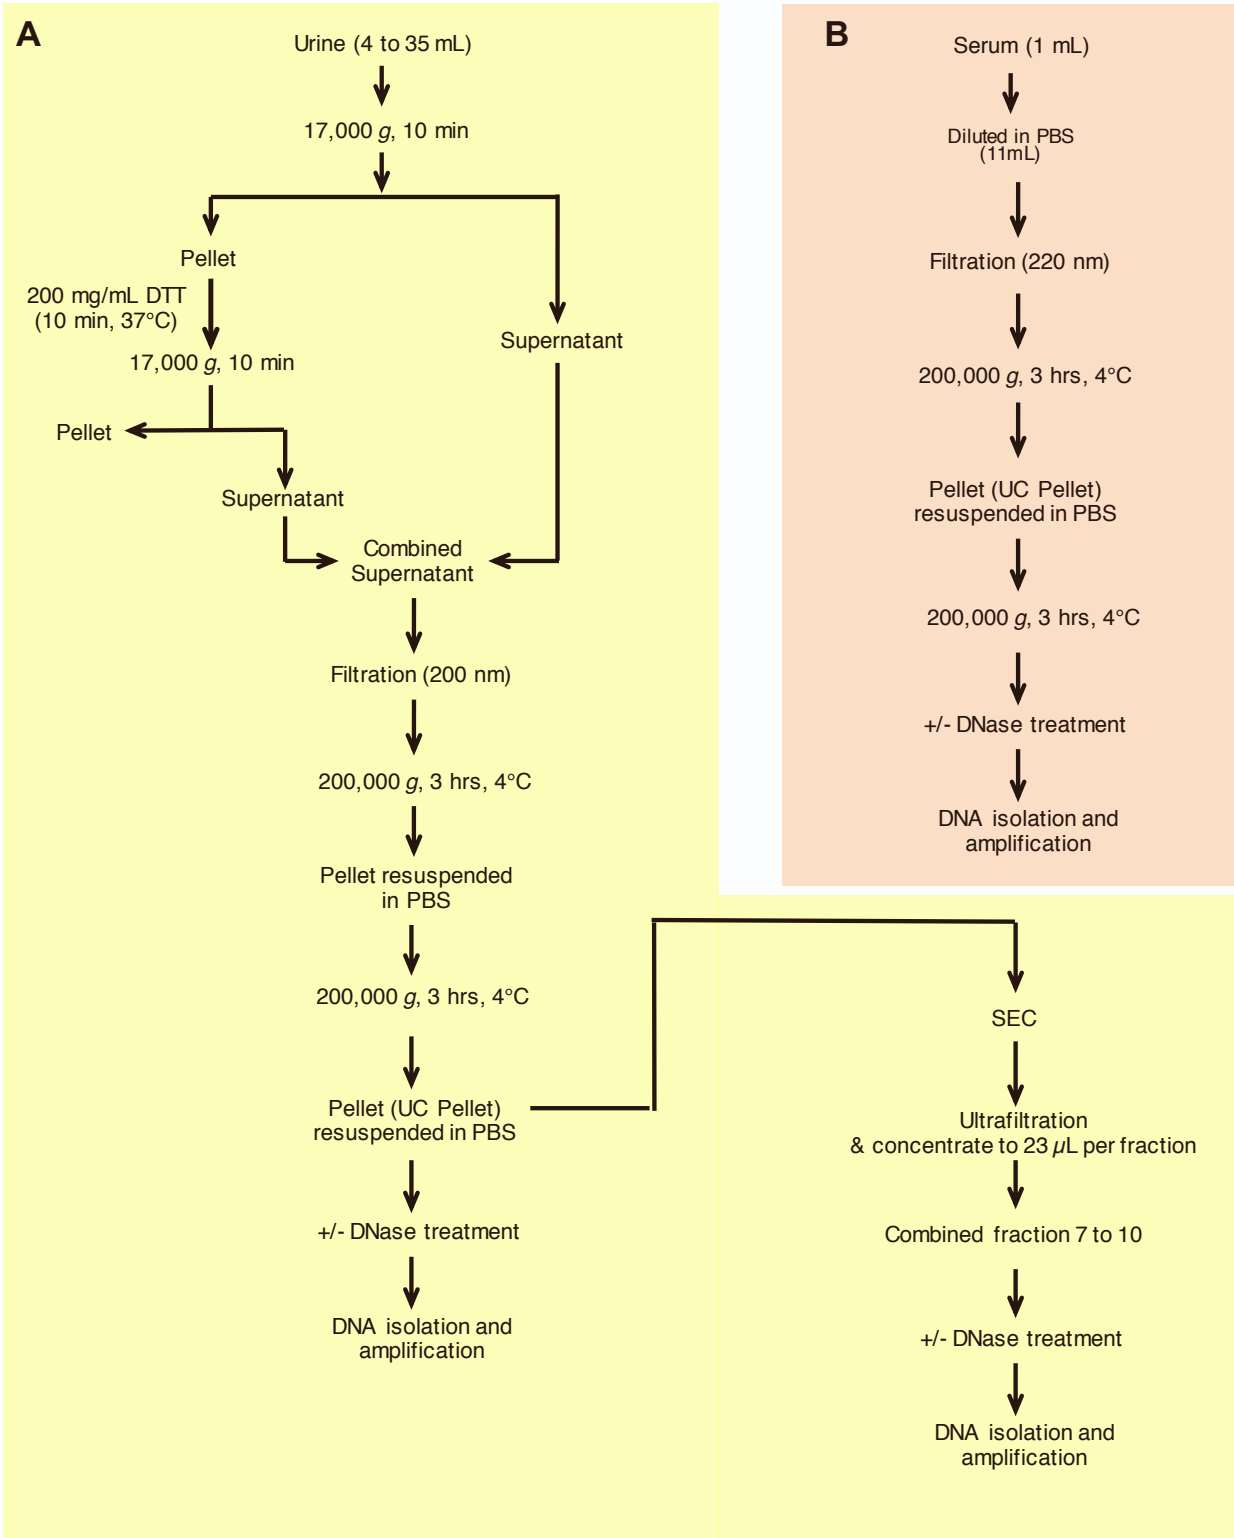 A
Urine (4 to 35 mL)
17,000 g, 10 min
Pellet
200 mg/mL DTT
(10 min, 37°C)
17,000 g, 10 min
Pellet
Supernatant
Supernatant
Combined
Supernatant
Filtration (200 nm)
200,000 g, 3 hrs, 4°C
Pellet resuspended
in PBS
200,000 g, 3 hrs, 4°C
Pellet (UC Pellet)
resuspended in PBS
+/- DNase treatment
DNA isolation and
amplification
SEC
Ultrafiltration
& concentrate to 23 µL per fraction
Combined fraction 7 to 10
+/- DNase treatment
DNA isolation and
amplification
B
Serum (1 mL)
Diluted in PBS
(11mL)
Filtration (220 nm)
200,000 g, 3 hrs, 4°C
Pellet (UC Pellet)
resuspended in PBS
200,000 g, 3 hrs, 4°C
+/- DNase treatment
DNA isolation and
amplification